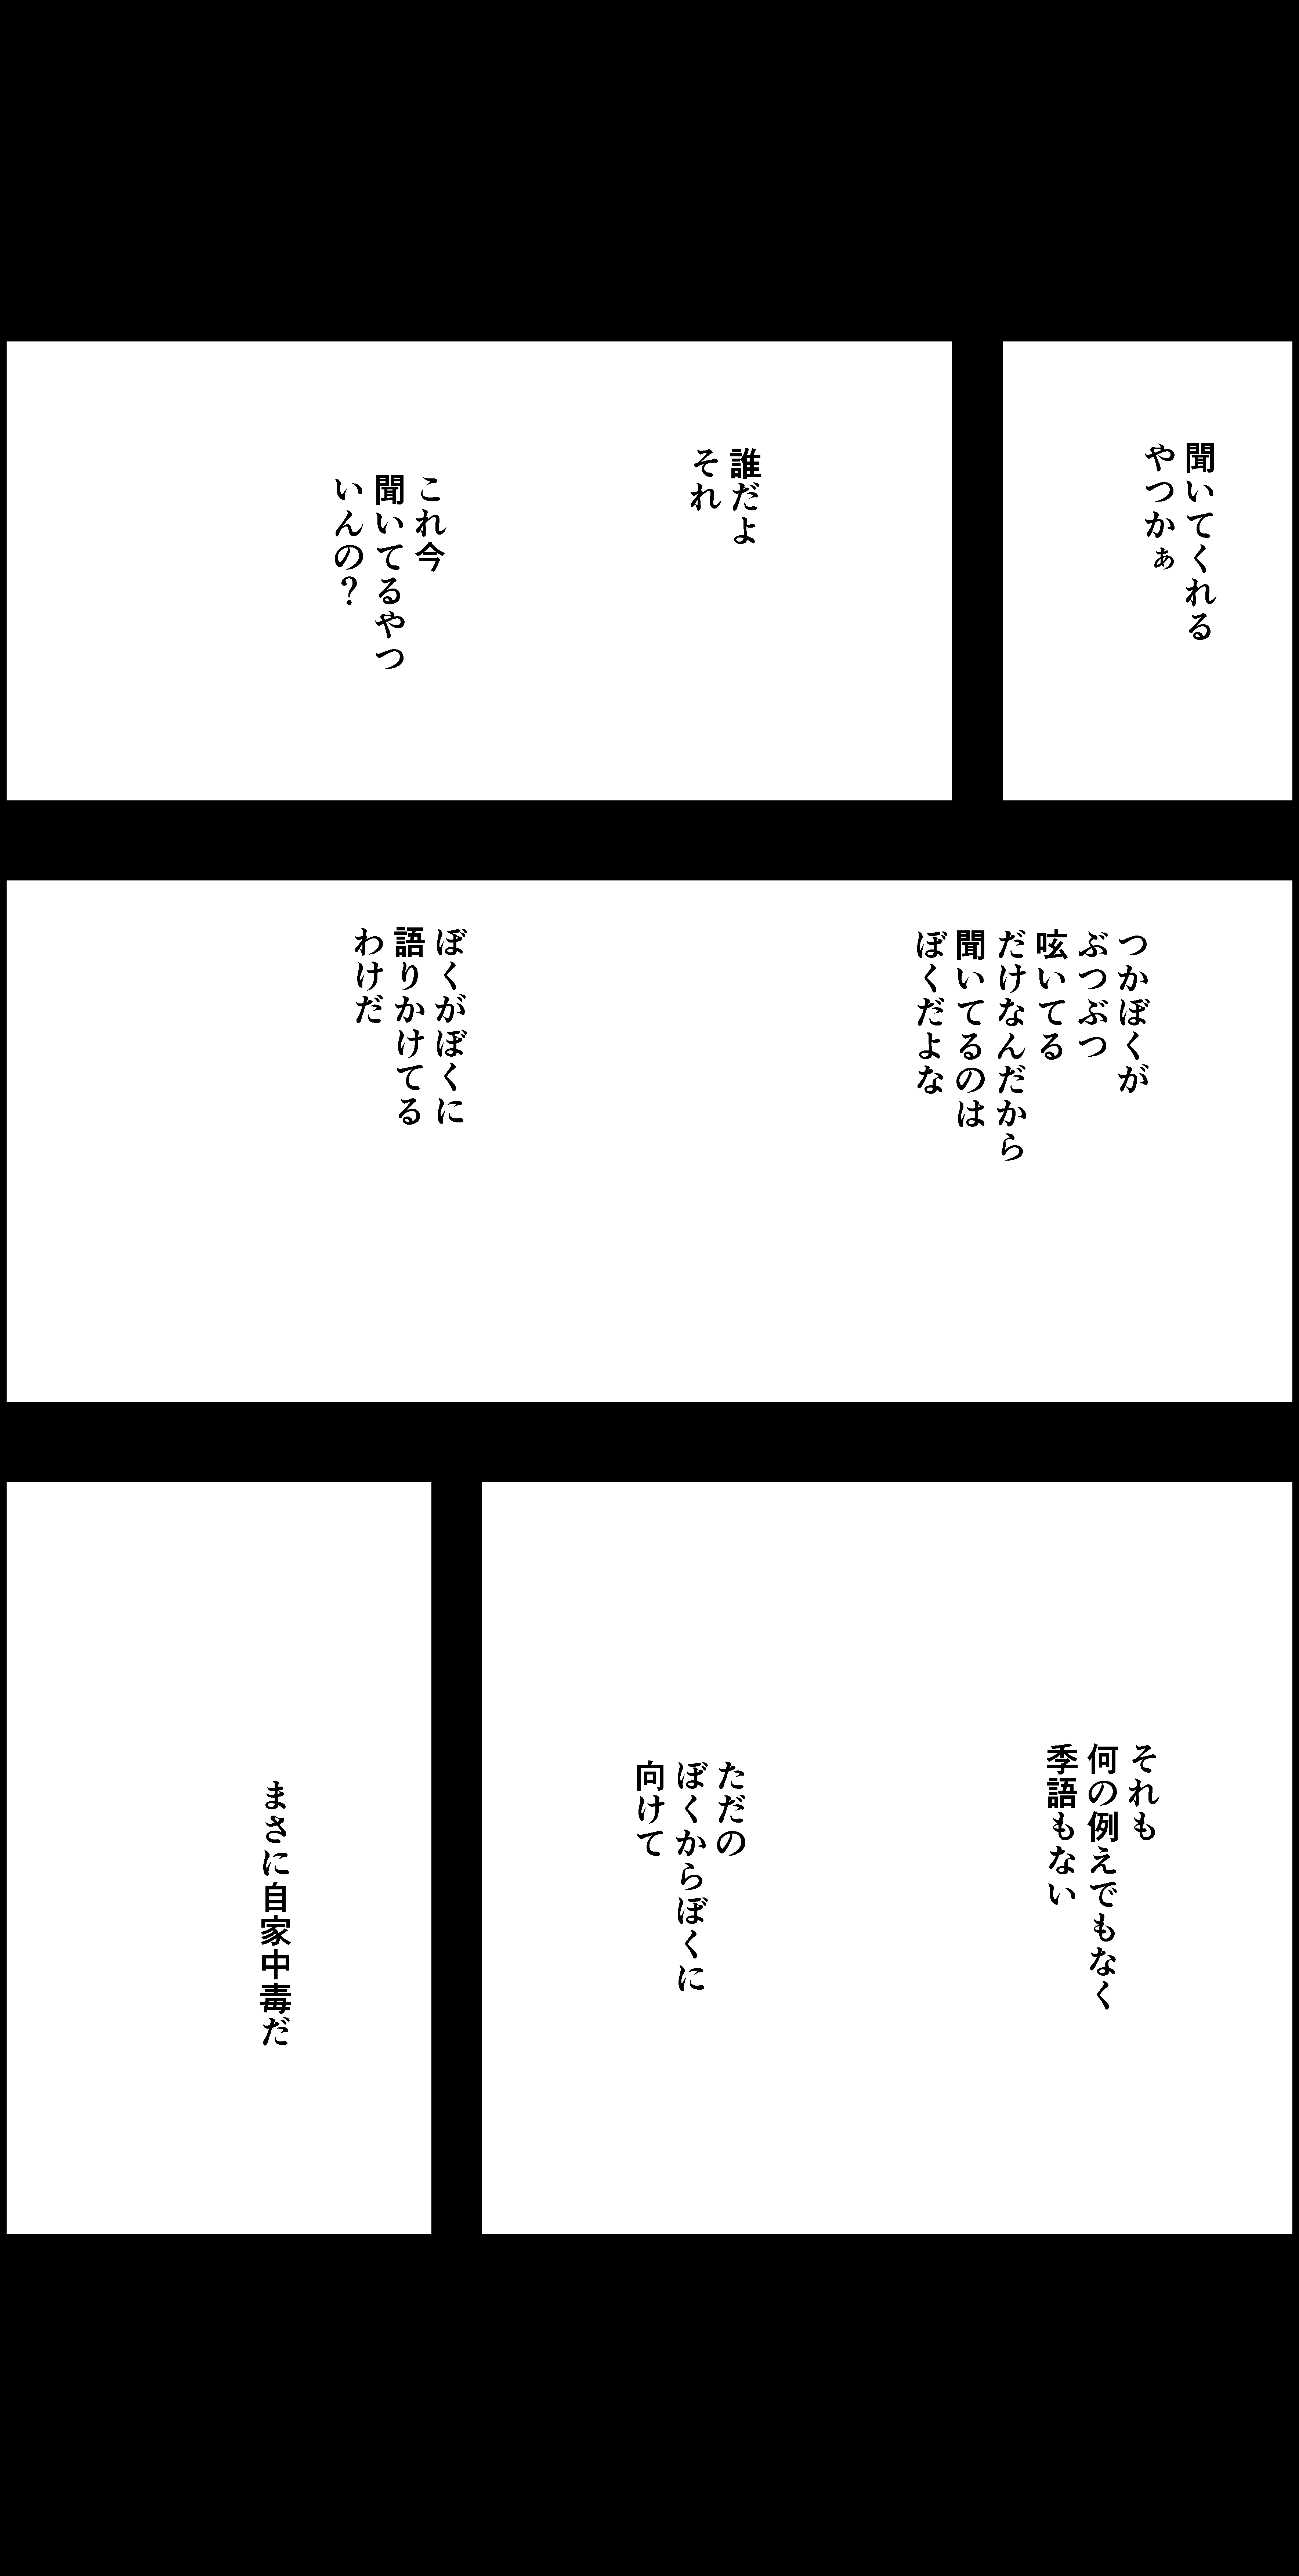 聞いてくれる
やつかぁ
誰だよ
それ
これ今
聞いてるやつ
いんの？
つかぼくが
ぶつぶつ
呟いてる
だけなんだから
聞いてるのは
ぼくだよな
ぼくがぼくに
語りかけてる
わけだ
それも
何の例えでもなく
季語もない
ただの
ぼくからぼくに
向けて
まさに自家中毒だ